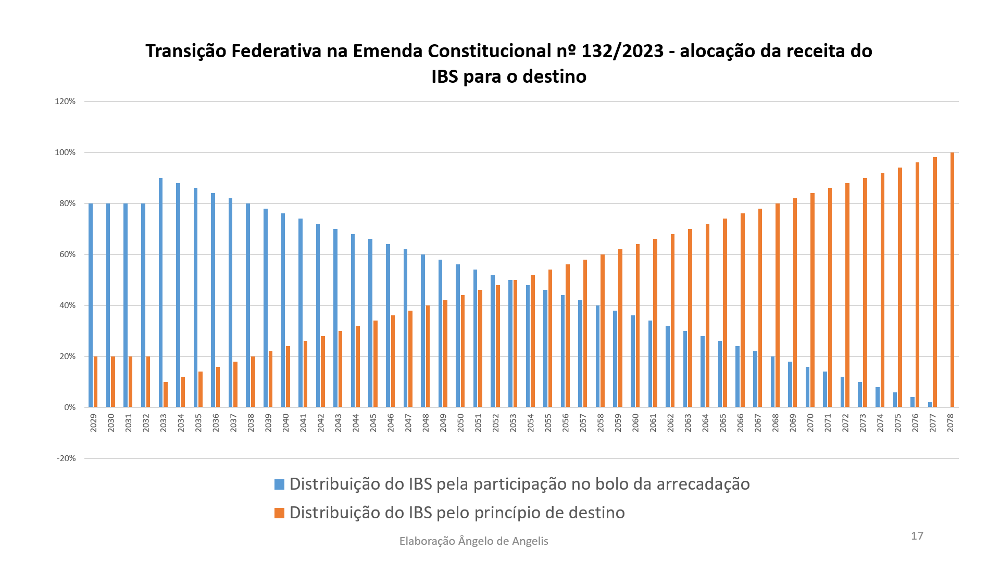 Transição Federativa na Emenda Constitucional nº 132/2023 - alocação da receita do
IBS para o destino
120%
100%
80%
60%
40%
20%
0%
-20%
2029 2030 2031 2032 2033 2034 2035 2036 2037 2038 2039 2040 2041 2042 2043 2044 2045 2046 2047 2048 2049 2050 2051 2052 2053 2054 2055 2056 2057 2058 2059 2060 2061 2062 2063 2064 2065 2066 2067 2068 2069 2070 2071 2072 2073 2074 2075 2076 2077 2078
Distribuição do IBS pela participação no bolo da arrecadação
Distribuição do IBS pelo princípio de destino
Elaboração Ângelo de Angelis
17